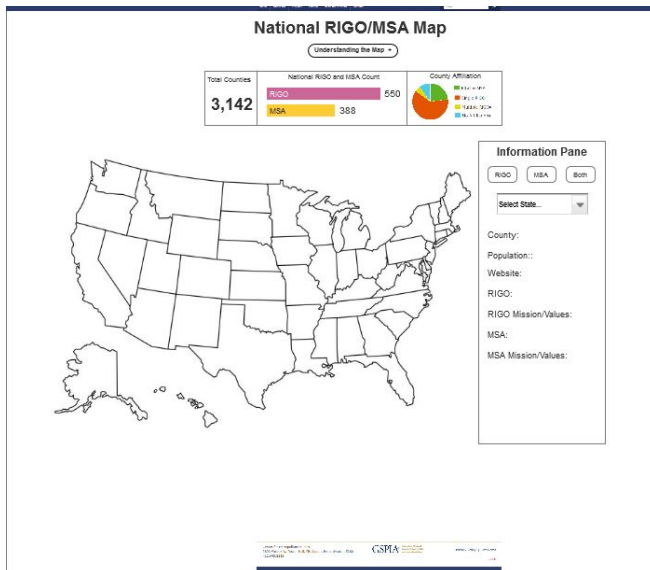 National RIGO/MSA Map
Understanding the Map
Total Counties
3,142
National RIGO and MSA Count
RIGO 550
MSA 388
County Affiliation
Information Pane
RIGO MSA Both
Select State...
County:
Population::
Website:
RIGO:
RIGO Mission/Values:
MSA:
MSA Mission/Values:
GSPIA